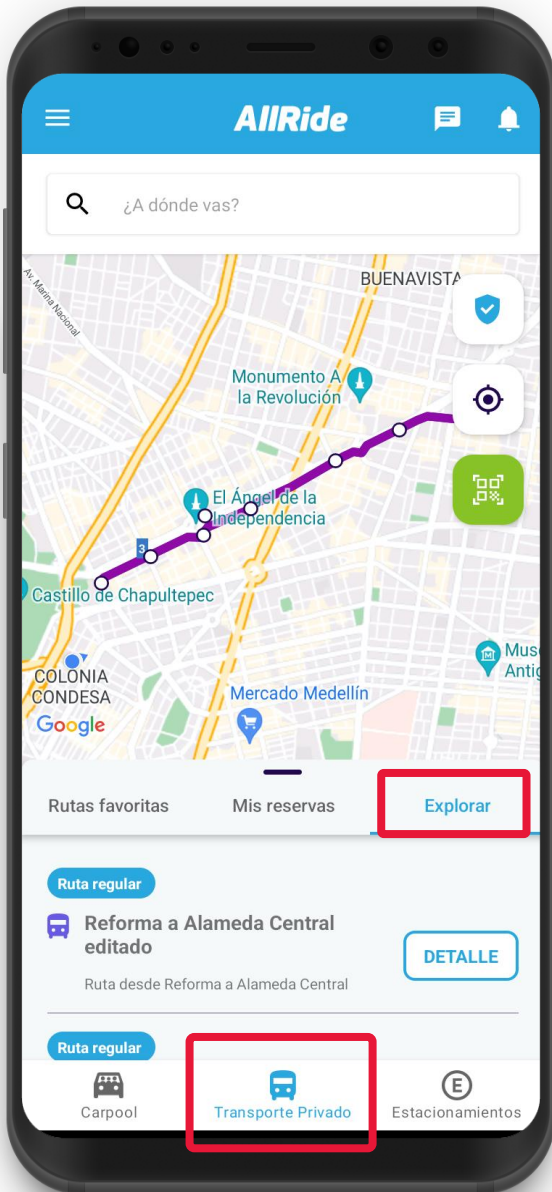 AllRide
¿A dónde vas?
Av. Marina Nacional
BUENAVISTA
Monumento A
la Revolución
El Ángel de la
Independencia
3
Castillo de Chapultepec
COLONIA
CONDESA
Mercado Medellín
Google
Rutas favoritas
Mis reservas
Explorar
Ruta regular
Reforma a Alameda Central
editado
DETALLE
Ruta desde Reforma a Alameda Central
Ruta regular
Carpool
Transporte Privado
E
Estacionamientos